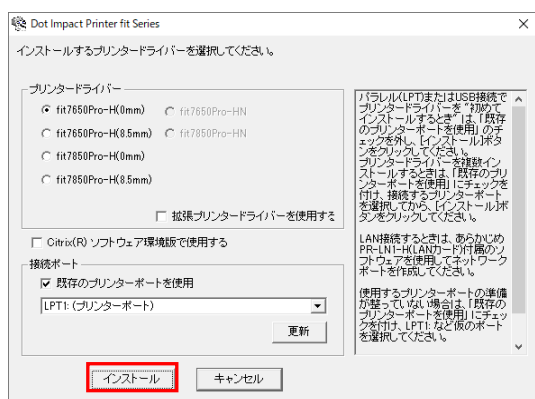 Dot Impact Printer fit Series
インストールするプリンタードライバーを選択してください。
プリンタードライバー
fit7650Pro-H(0mm)
fit7650Pro-HN
fit7650Pro-H(8.5mm)
fit7850Pro-HN
fit7850Pro-H(0mm)
fit7850Pro-H(8.5mm)
拡張プリンタードライバーを使用する
Citrix(R) ソフトウェア環境版で使用する
接続ポート
既存のプリンターポートを使用
LPT1: (プリンターポート)
更新
インストール
キャンセル
パラレル(LPT)またはUSB接続で
プリンタードライバーを"初めて
インストールするとき"は、「既存
のプリンターポートを使用」のチ
ェックを外し、[インストール]ボタ
ンをクリックしてください。
プリンタードライバーを複数イン
ストールするときは、「既存のプリ
ンターポートを使用」にチェックを
付け、接続するプリンターポート
を選択してから、[インストール]ボ
タンをクリックしてください。
LAN接続するときは、あらかじめ
PR-LN1-H(LANカード)付属のソ
フトウェアを使用してネットワーク
ポートを作成してください。
使用するプリンターポートの準備
が整っていない場合は、「既存の
プリンターポートを使用」にチェッ
クを付け、LPT1: など仮のポート
を選択してください。